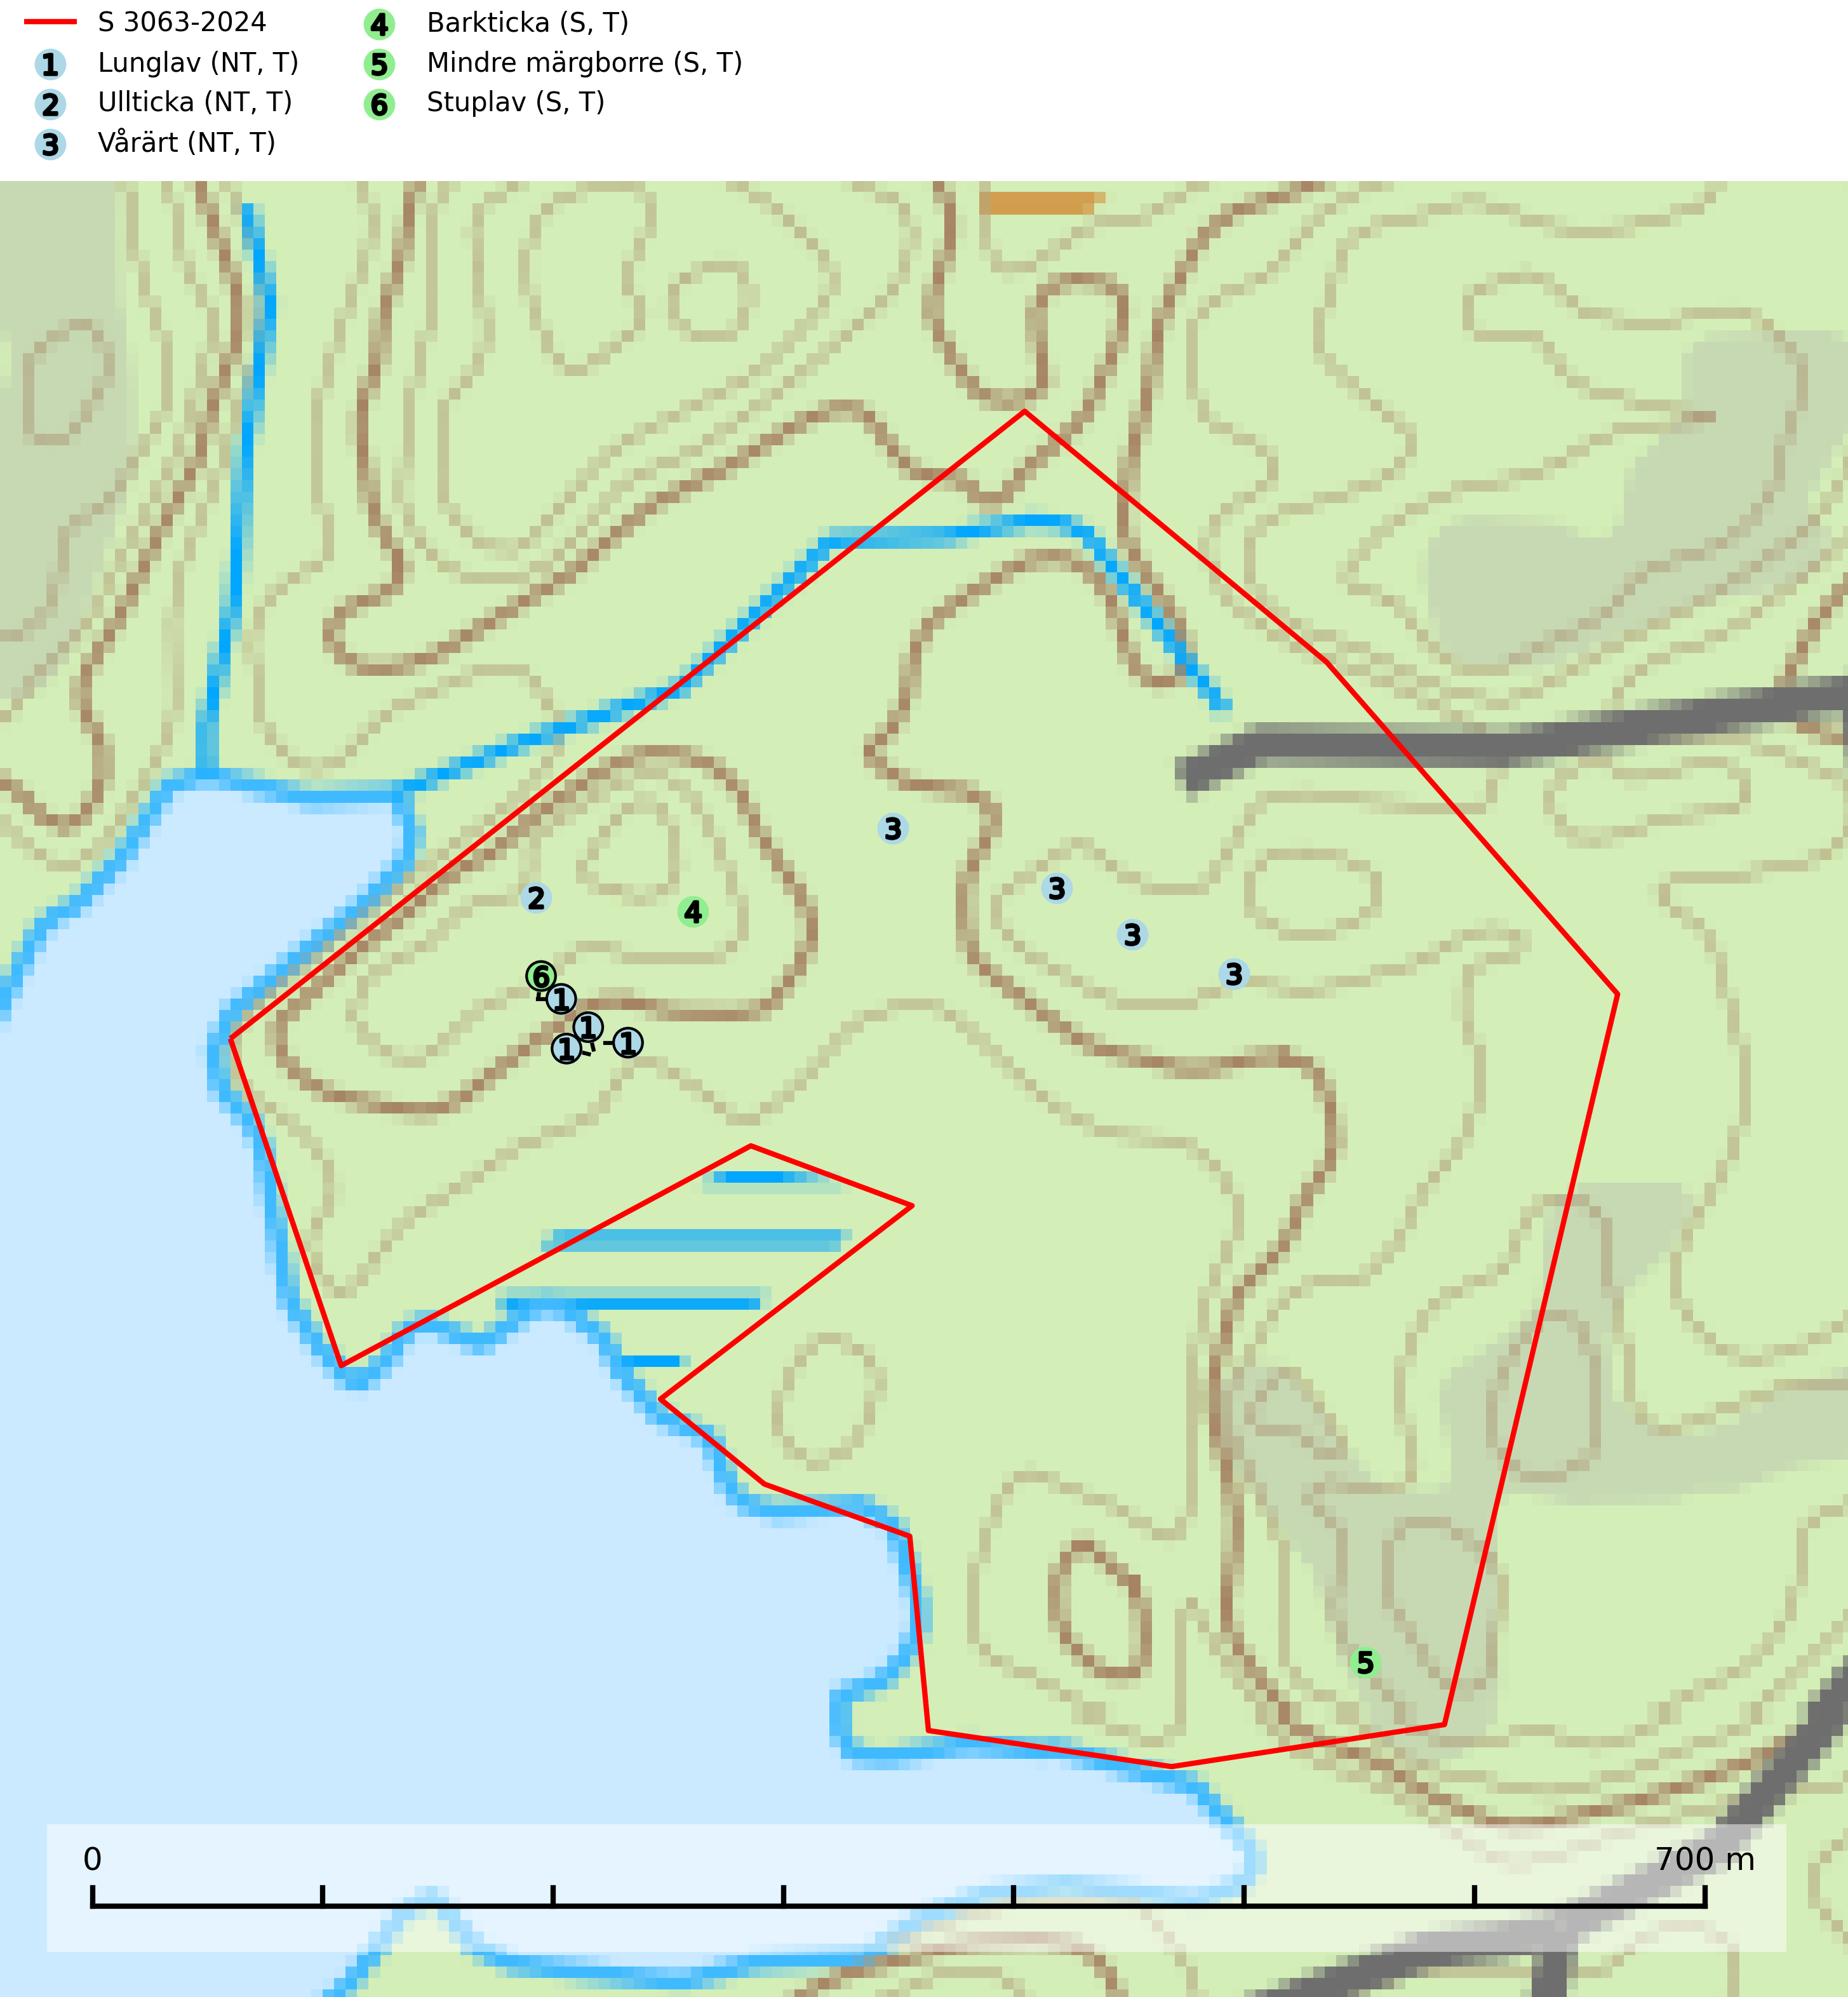 S 3063-2024
1 Lunglav (NT, T)
2 Ullticka (NT, T)
3 Vårärt (NT, T)
4 Barkticka (S, T)
5 Mindre märgborre (S, T)
6 Stuplav (S, T)
3
3
2
4
3
6
3
1
1
1
1
5
0 700 m